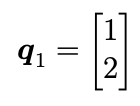 q₁ = [1
2]